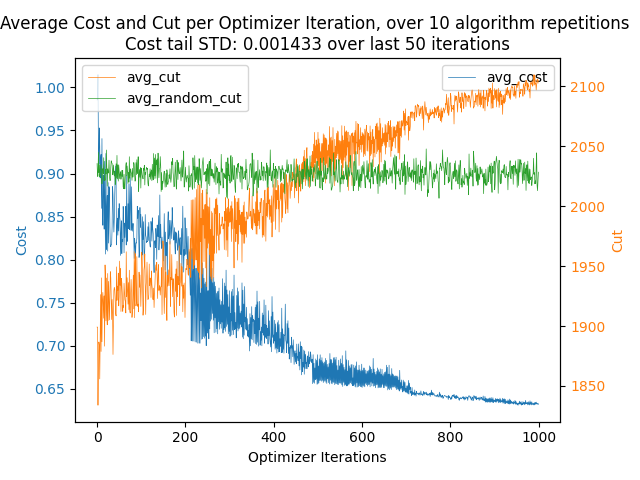 Average Cost and Cut per Optimizer Iteration, over 10 algorithm repetitions
Cost tail STD: 0.001433 over last 50 iterations
avg_cut
avg_random_cut
avg_cost
1.00
0.95
0.90
0.85
0.80
0.75
0.70
0.65
Cost
2100
2050
2000
1950
1900
1850
Cut
0 200 400 600 800 1000
Optimizer Iterations